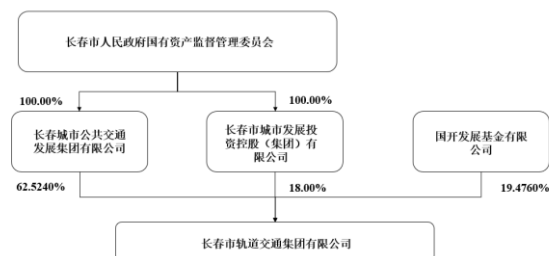 长春市人民政府国有资产监督管理委员会
100.00%
100.00%
长春城市公共交通
发展集团有限公司
长春市城市发展投
资控股（集团）有
限公司
国开发展基金有限
公司
62.5240%
18.00%
19.4760%
长春市轨道交通集团有限公司